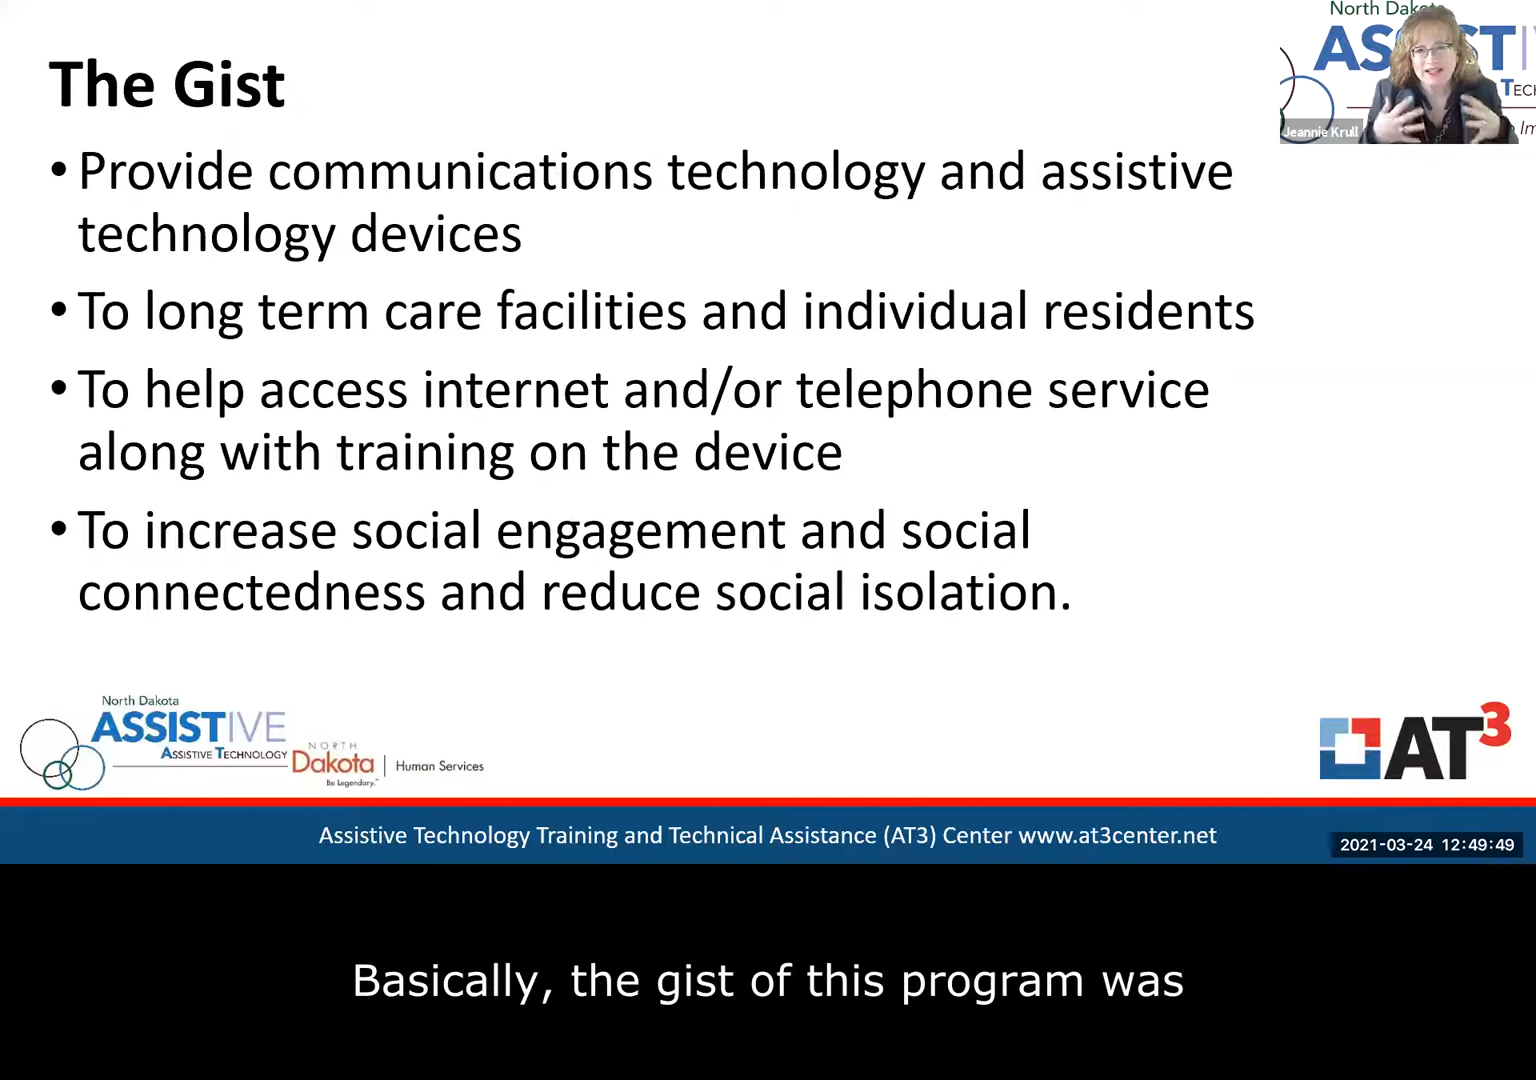 The Gist
• Provide communications technology and assistive
technology devices
• To long term care facilities and individual residents
• To help access internet and/or telephone service
along with training on the device
• To increase social engagement and social
connectedness and reduce social isolation.
North Dakota
Jeannie Krull
North Dakota
ASSISTIVE
ASSISTIVE TECHNOLOGY
NORTH
Dakota
Be Legendary.™
Human Services
AT3
Assistive Technology Training and Technical Assistance (AT3) Center www.at3center.net
2021-03-24 12:49:49
Basically, the gist of this program was